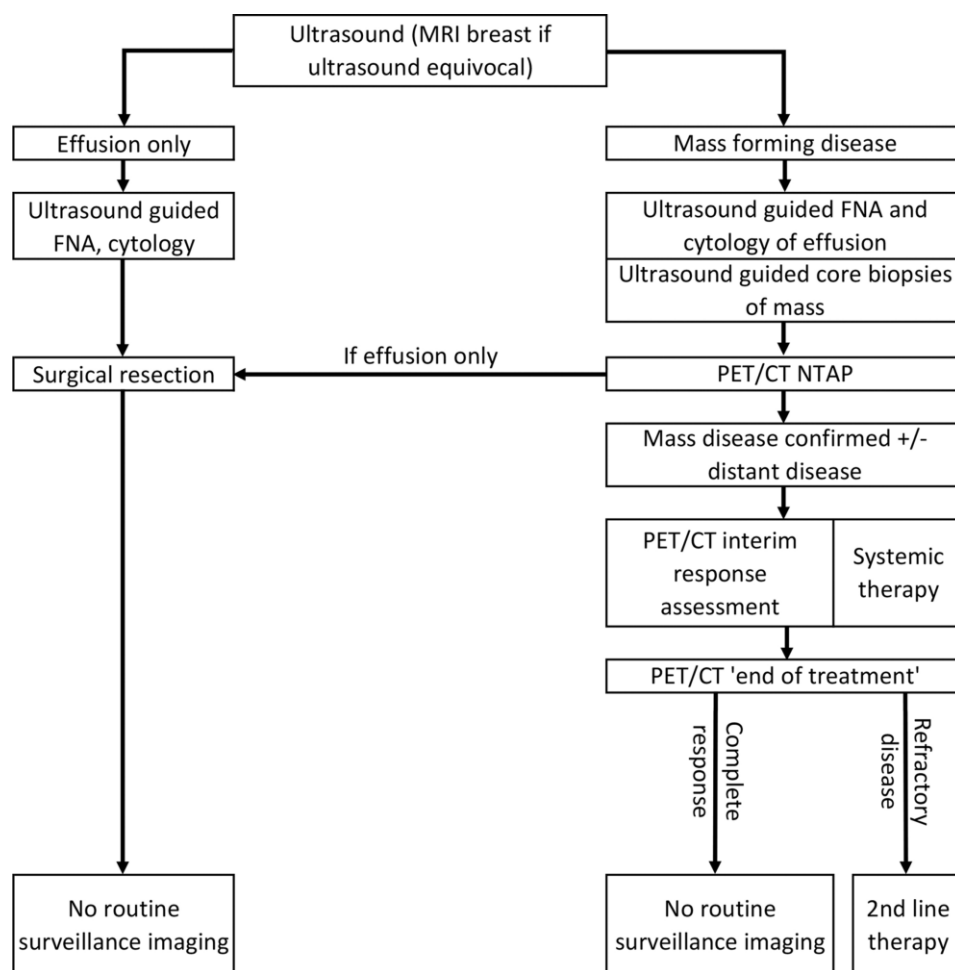 Ultrasound (MRI breast if
ultrasound equivocal)
Effusion only
Mass forming disease
Ultrasound guided
FNA, cytology
Ultrasound guided FNA and
cytology of effusion
Ultrasound guided core biopsies
of mass
If effusion only
Surgical resection
PET/CT NTAP
Mass disease confirmed +/-
distant disease
PET/CT interim
response
assessment
Systemic
therapy
PET/CT 'end of treatment'
Complete
response
Refractory
disease
No routine
surveillance imaging
No routine
surveillance imaging
2nd line
therapy